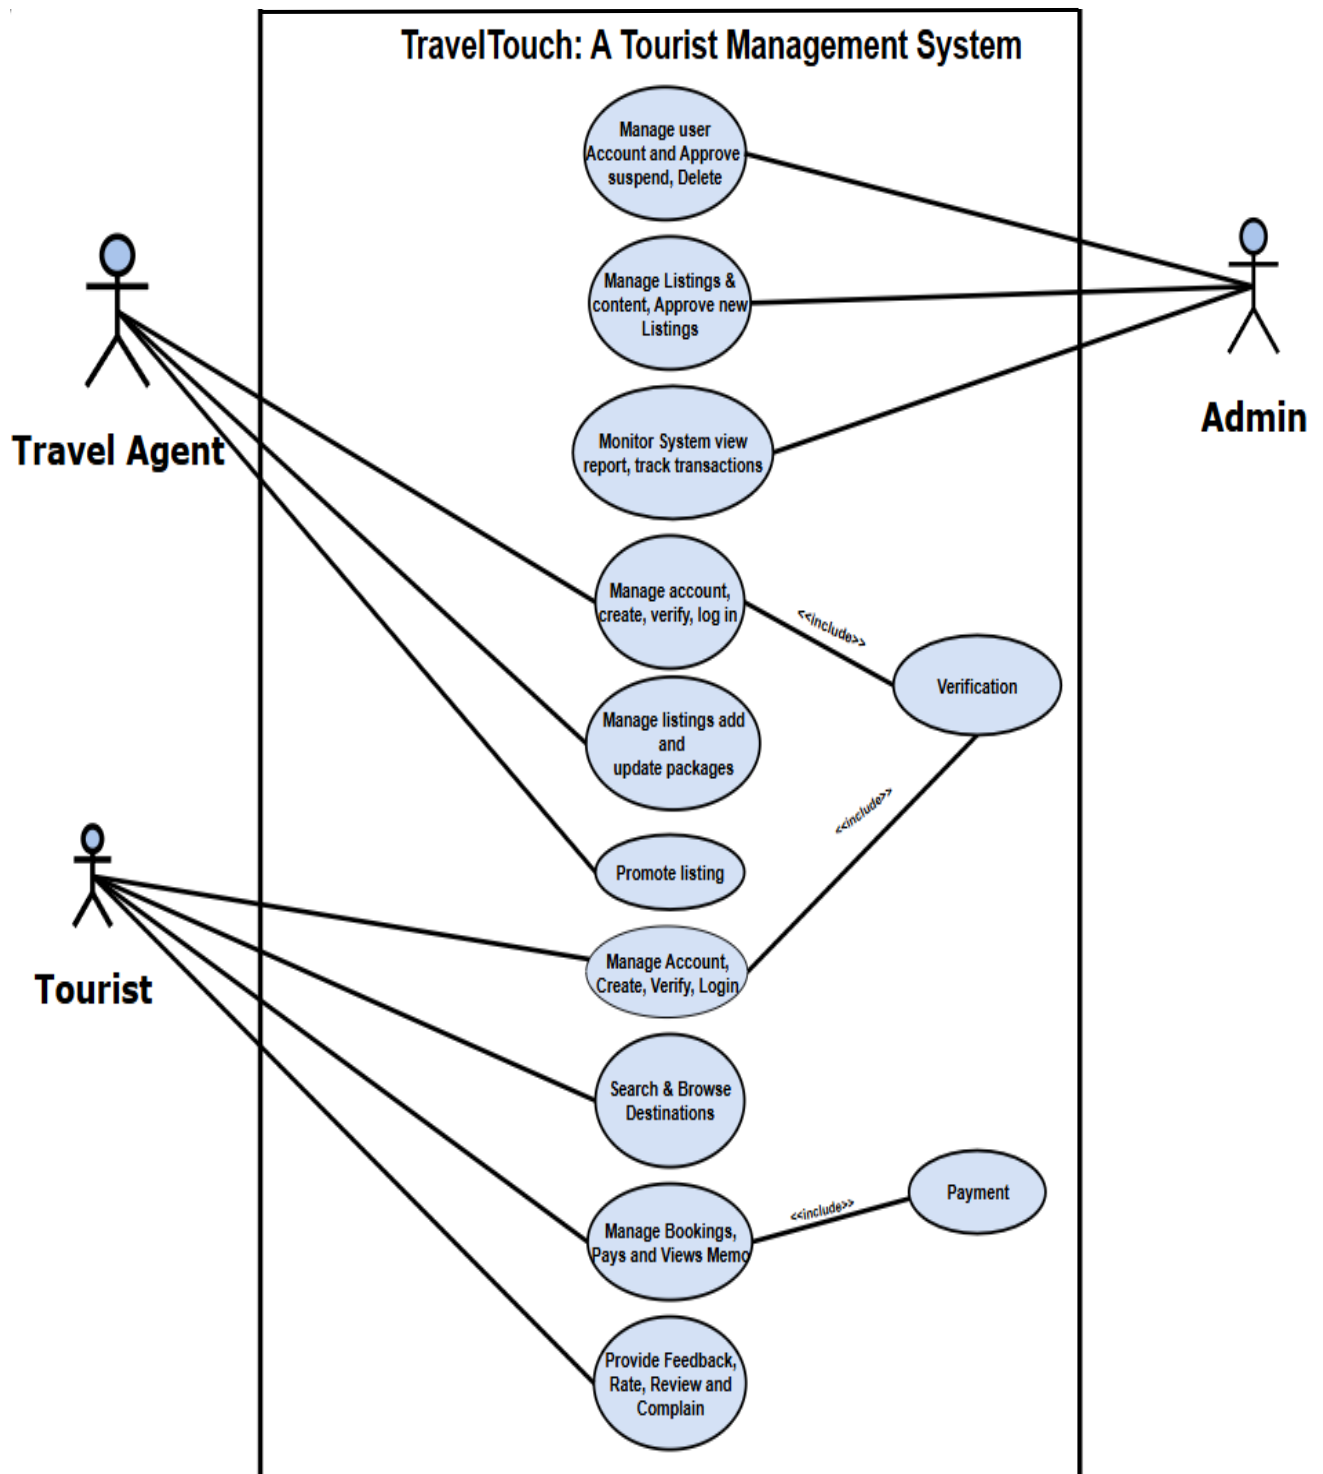 TravelTouch: A Tourist Management System
Manage user
Account and Approve
suspend, Delete
Manage Listings &
content, Approve new
Listings
Admin
Travel Agent
Monitor System view
report, track transactions
Manage account,
create, verify, log in
<<include>>
Verification
Manage listings add
and
update packages
<<include>>
Promote listing
Tourist
Manage Account,
Create, Verify, Login
Search & Browse
Destinations
Manage Bookings,
Pays and Views Memo
<<include>>
Payment
Provide Feedback,
Rate, Review and
Complain